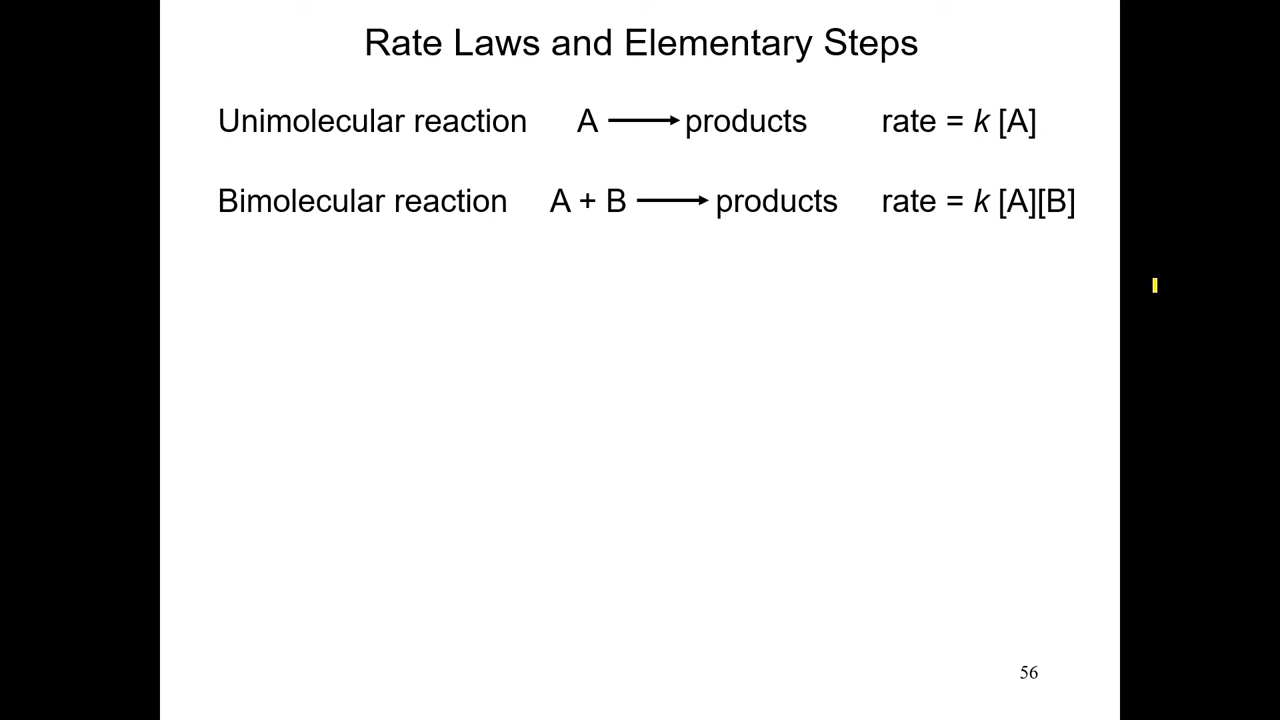 Rate Laws and Elementary Steps
Unimolecular reaction A ⟶ products rate = k [A]
Bimolecular reaction A + B ⟶ products rate = k [A][B]
56